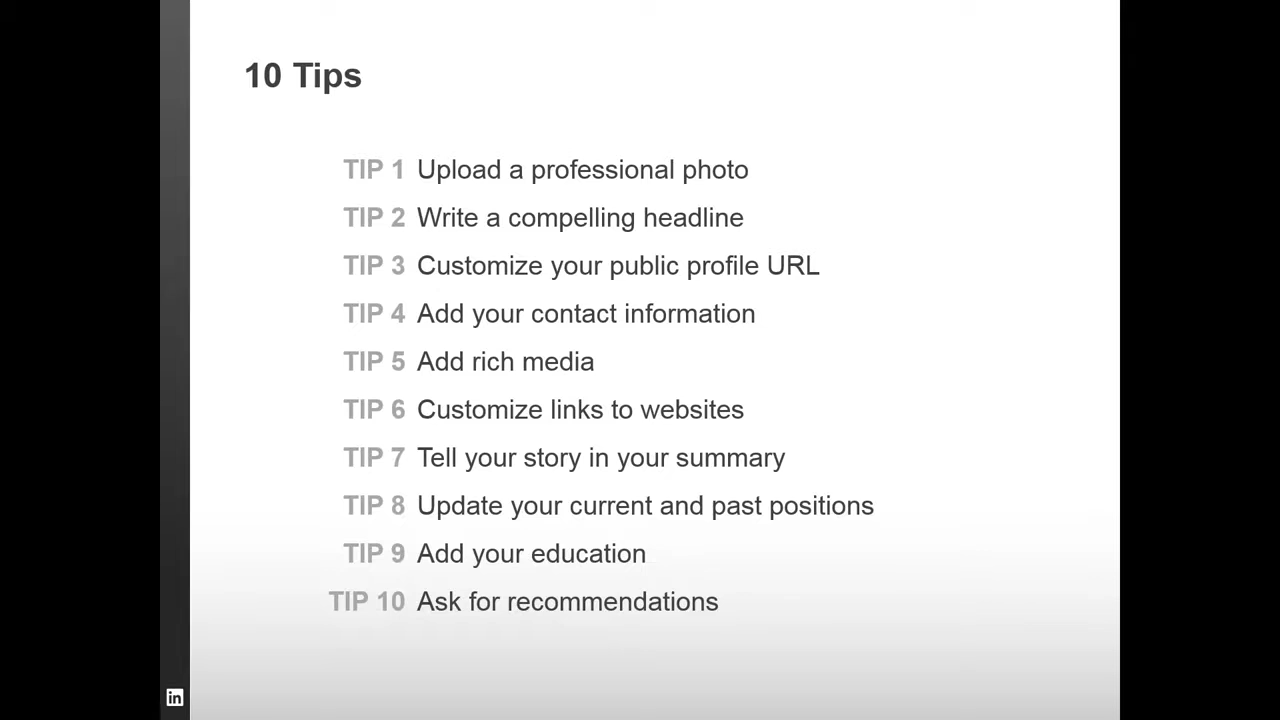 10 Tips
TIP 1 Upload a professional photo
TIP 2 Write a compelling headline
TIP 3 Customize your public profile URL
TIP 4 Add your contact information
TIP 5 Add rich media
TIP 6 Customize links to websites
TIP 7 Tell your story in your summary
TIP 8 Update your current and past positions
TIP 9 Add your education
TIP 10 Ask for recommendations
in